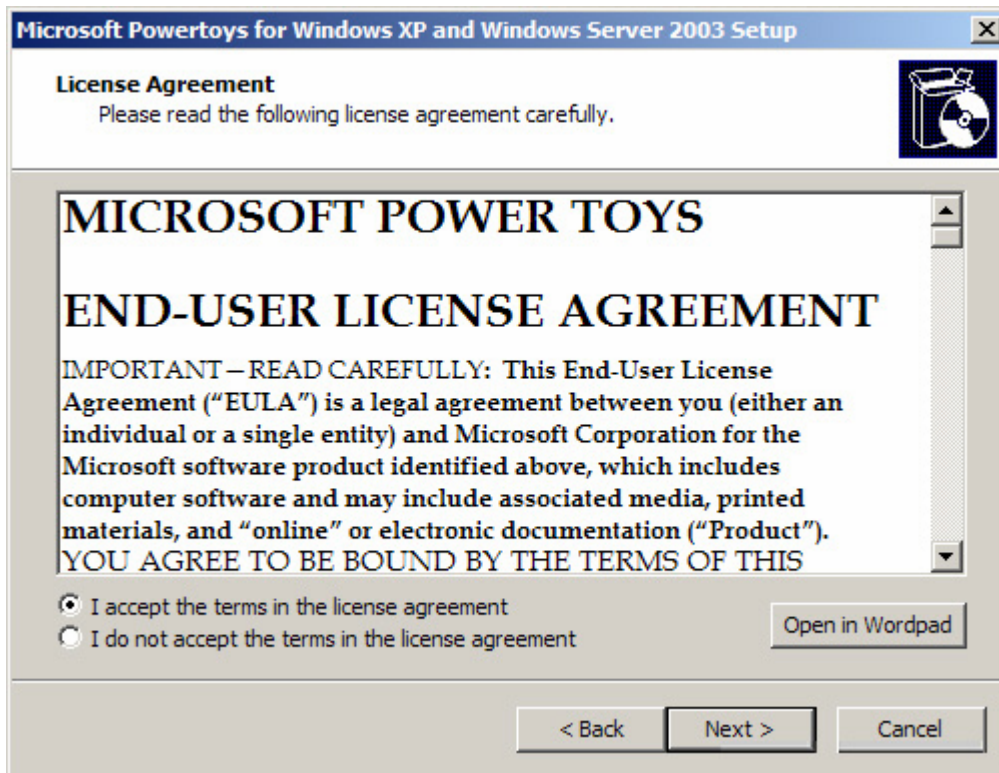 Microsoft Powertoys for Windows XP and Windows Server 2003 Setup
License Agreement
Please read the following license agreement carefully.
MICROSOFT POWER TOYS
END-USER LICENSE AGREEMENT
IMPORTANT—READ CAREFULLY: This End-User License
Agreement (“EULA”) is a legal agreement between you (either an
individual or a single entity) and Microsoft Corporation for the
Microsoft software product identified above, which includes
computer software and may include associated media, printed
materials, and “online” or electronic documentation (“Product”).
YOU AGREE TO BE BOUND BY THE TERMS OF THIS
I accept the terms in the license agreement
I do not accept the terms in the license agreement
Open in Wordpad
< Back
Next >
Cancel